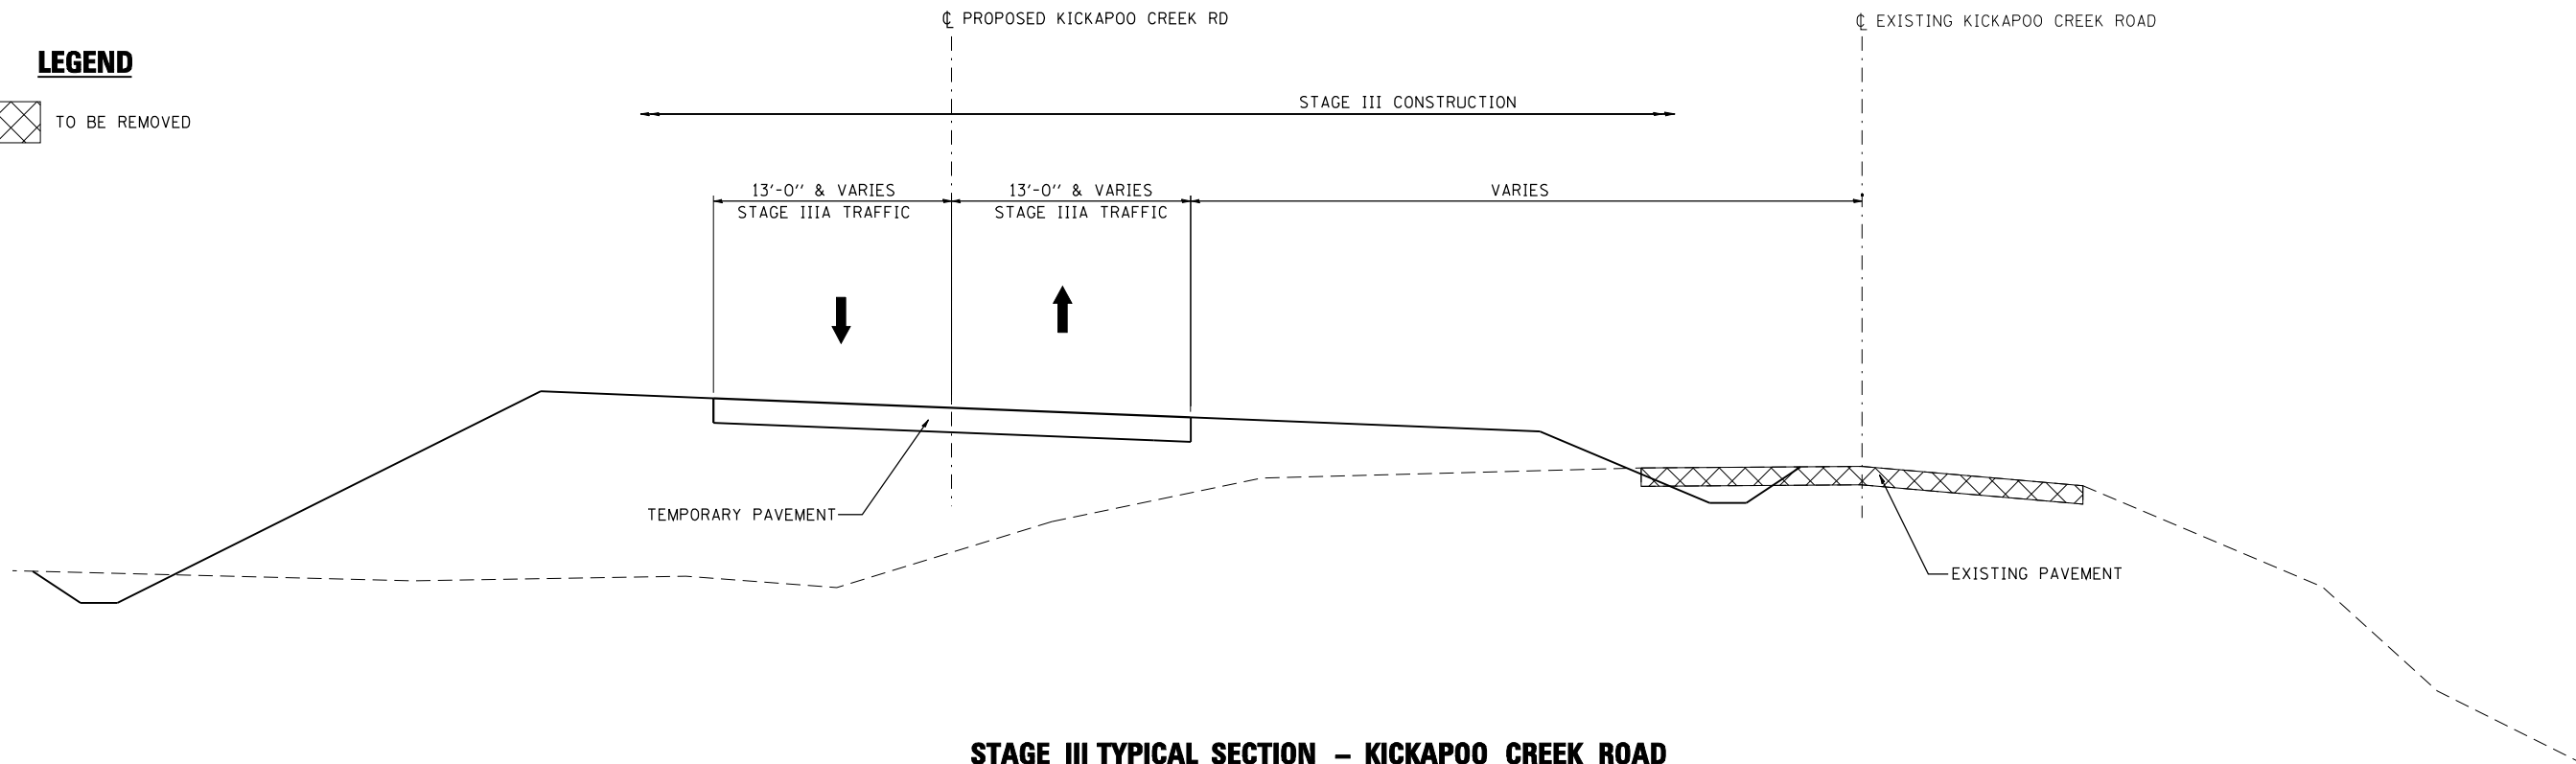 ℄ PROPOSED KICKAPOO CREEK RD
℄ EXISTING KICKAPOO CREEK ROAD
LEGEND
TO BE REMOVED
STAGE III CONSTRUCTION
13'-0'' & VARIES
STAGE IIIA TRAFFIC
13'-0'' & VARIES
STAGE IIIA TRAFFIC
VARIES
TEMPORARY PAVEMENT
EXISTING PAVEMENT
STAGE III TYPICAL SECTION – KICKAPOO CREEK ROAD